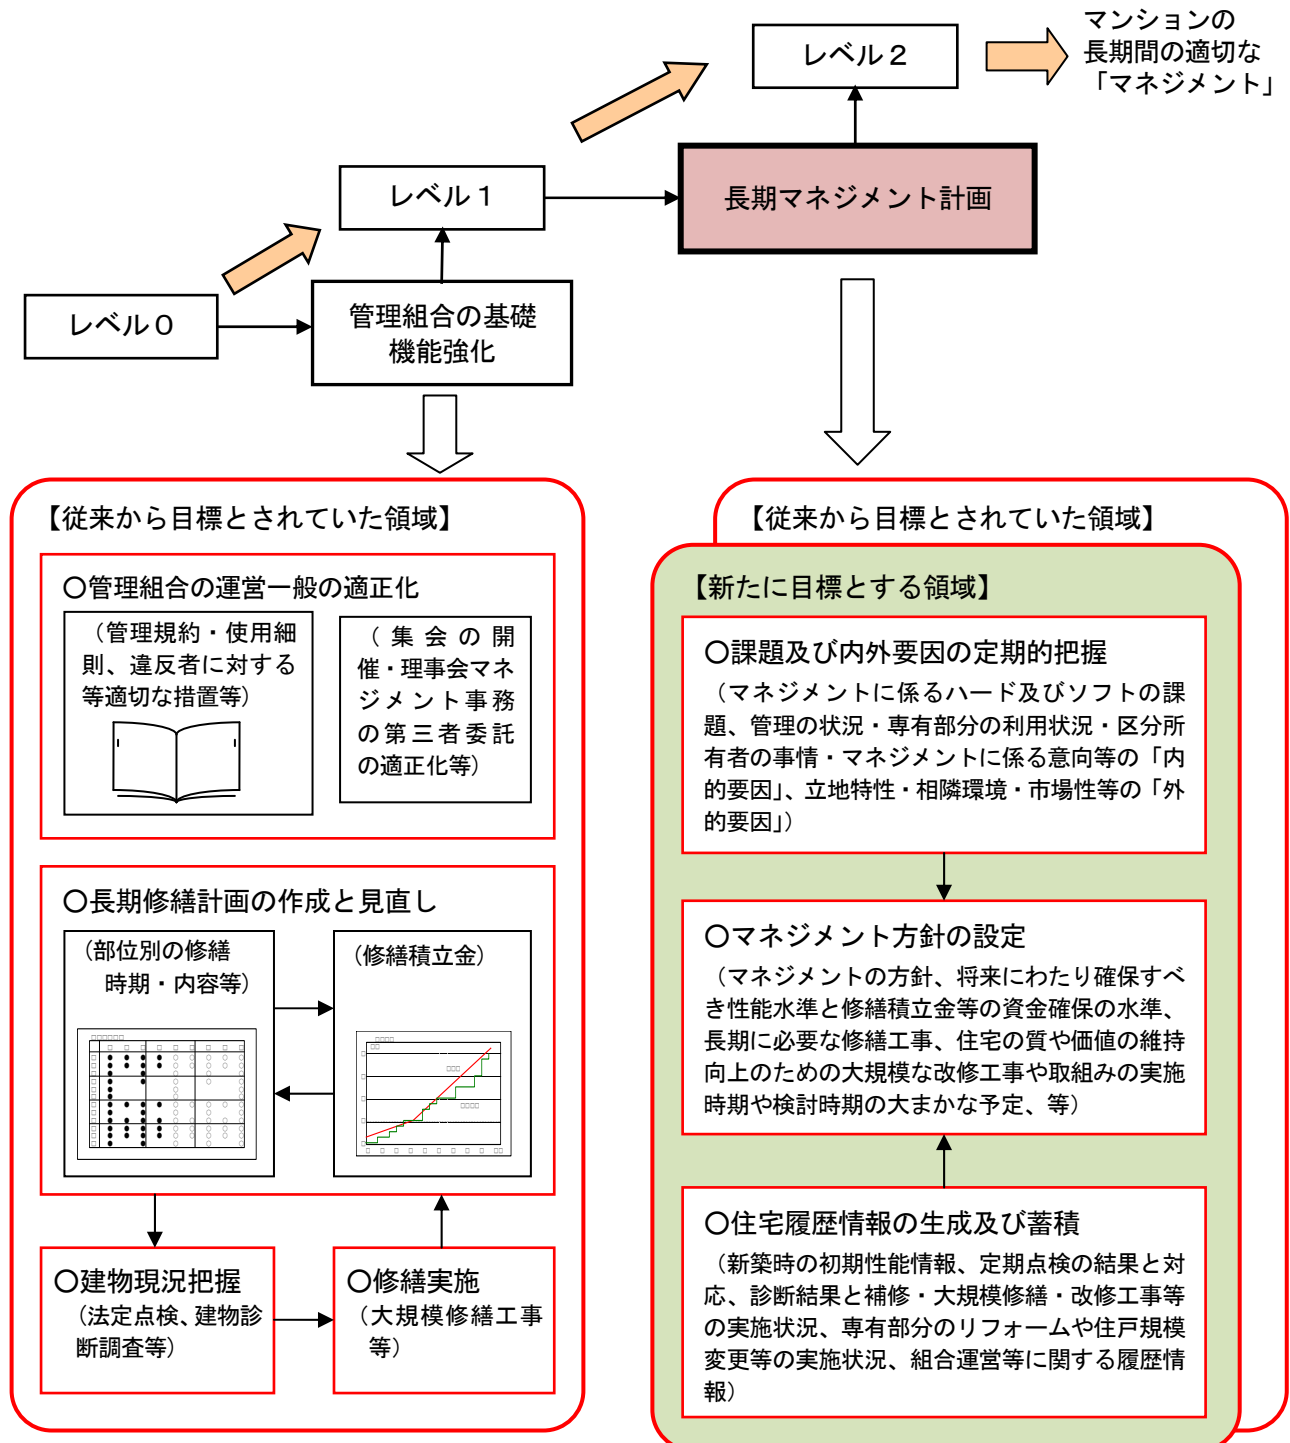 マンションの
長期間の適切な
「マネジメント」
レベル２
レベル１
長期マネジメント計画
レベル０
管理組合の基礎
機能強化
【従来から目標とされていた領域】
○管理組合の運営一般の適正化
（管理規約・使用細
則、違反者に対する
等適切な措置等）
（集会の開
催・理事会マネ
ジメント事務
の第三者委託
の適正化等）
○長期修繕計画の作成と見直し
（部位別の修繕
時期・内容等）
（修繕積立金）
○建物現況把握
（法定点検、建物診
断調査等）
○修繕実施
（大規模修繕工事
等）
【従来から目標とされていた領域】
【新たに目標とする領域】
○課題及び内外要因の定期的把握
（マネジメントに係るハード及びソフトの課
題、管理の状況・専有部分の利用状況・区分所
有者の事情・マネジメントに係る意向等の「内
的要因」、立地特性・相隣環境・市場性等の「外
的要因」）
○マネジメント方針の設定
（マネジメントの方針、将来にわたり確保すべ
き性能水準と修繕積立金等の資金確保の水準、
長期に必要な修繕工事、住宅の質や価値の維持
向上のための大規模な改修工事や取組みの実施
時期や検討時期の大まかな予定、等）
○住宅履歴情報の生成及び蓄積
（新築時の初期性能情報、定期点検の結果と対
応、診断結果と補修・大規模修繕・改修工事等
の実施状況、専有部分のリフォームや住戸規模
変更等の実施状況、組合運営等に関する履歴情
報）